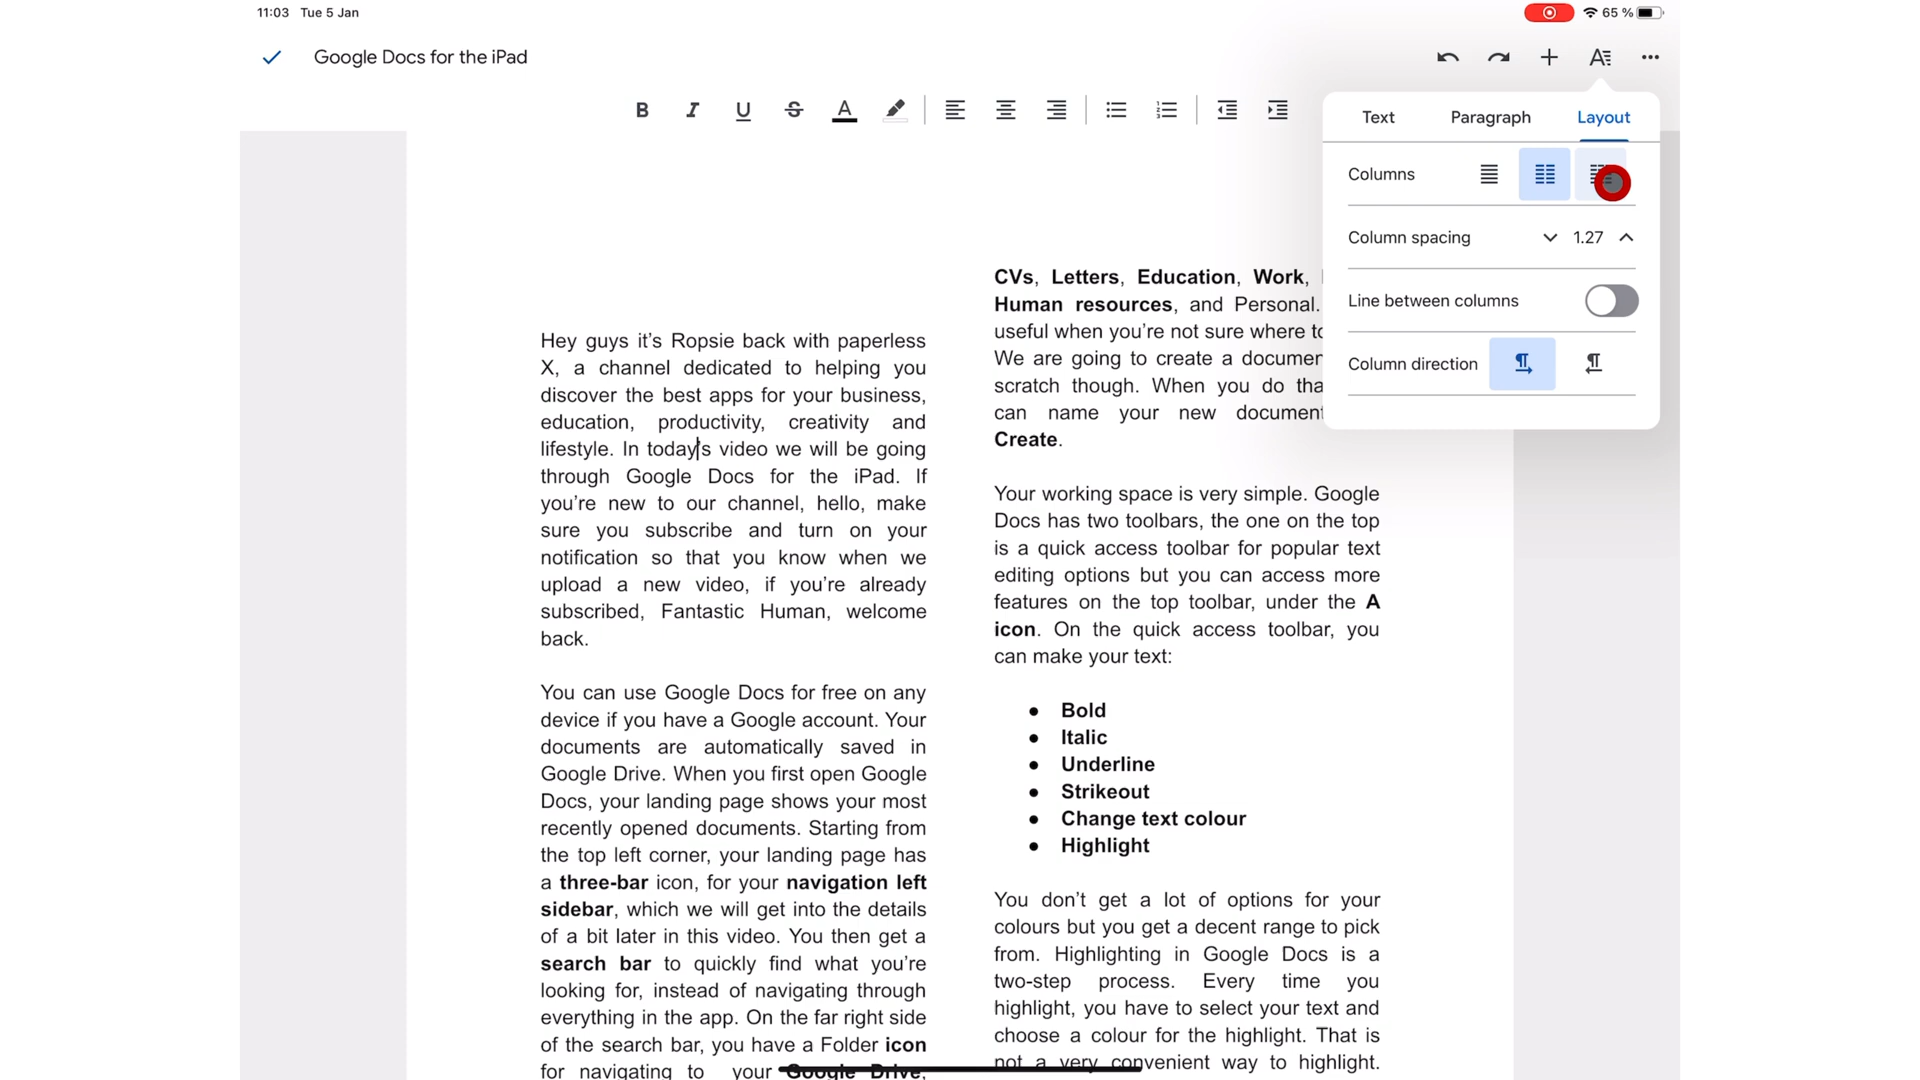 11:03 Tue 5 Jan
65 %
Google Docs for the iPad
Text Paragraph Layout
Columns
Column spacing 1.27
Line between columns
Column direction
Hey guys it's Ropsie back with paperless
X, a channel dedicated to helping you
discover the best apps for your business,
education, productivity, creativity and
lifestyle. In today's video we will be going
through Google Docs for the iPad. If
you're new to our channel, hello, make
sure you subscribe and turn on your
notification so that you know when we
upload a new video, if you're already
subscribed, Fantastic Human, welcome
back.
You can use Google Docs for free on any
device if you have a Google account. Your
documents are automatically saved in
Google Drive. When you first open Google
Docs, your landing page shows your most
recently opened documents. Starting from
the top left corner, your landing page has
a three-bar icon, for your navigation left
sidebar, which we will get into the details
of a bit later in this video. You then get a
search bar to quickly find what you're
looking for, instead of navigating through
everything in the app. On the far right side
of the search bar, you have a Folder icon
for navigating to your Google Drive,
CVs, Letters, Education, Work,
Human resources, and Personal.
useful when you're not sure where to
We are going to create a
scratch though. When you do
can name your new document
Create.
Your working space is very simple. Google
Docs has two toolbars, the one on the top
is a quick access toolbar for popular text
editing options but you can access more
features on the top toolbar, under the A
icon. On the quick access toolbar, you
can make your text:
● Bold
● Italic
● Underline
● Strikeout
● Change text colour
● Highlight
You don't get a lot of options for your
colours but you get a decent range to pick
from. Highlighting in Google Docs is a
two-step process. Every time you
highlight, you have to select your text and
choose a colour for the highlight. That is
not a very convenient way to highlight.